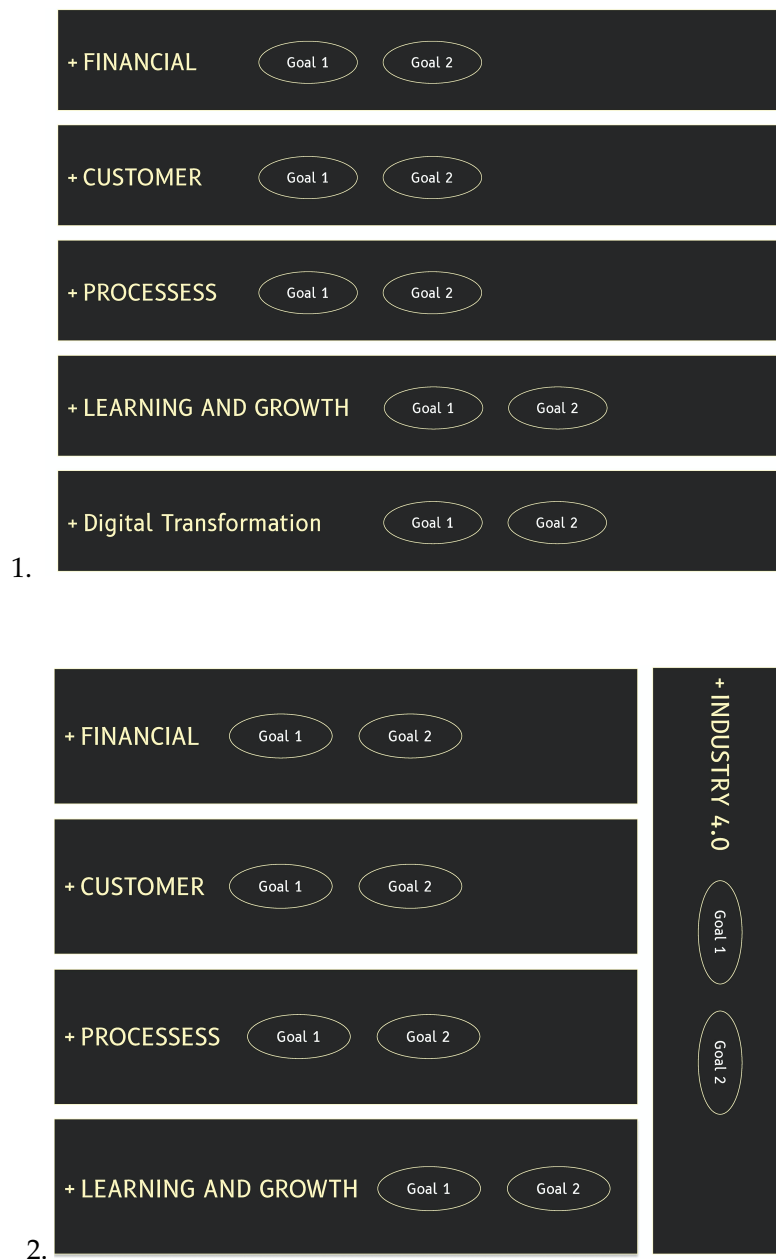 + FINANCIAL Goal 1 Goal 2
+ CUSTOMER Goal 1 Goal 2
+ PROCESSESS Goal 1 Goal 2
+ LEARNING AND GROWTH Goal 1 Goal 2
+ Digital Transformation Goal 1 Goal 2
1.
+ FINANCIAL Goal 1 Goal 2
+ CUSTOMER Goal 1 Goal 2
+ PROCESSESS Goal 1 Goal 2
+ LEARNING AND GROWTH Goal 1 Goal 2
+ INDUSTRY 4.0 Goal 1 Goal 2
2.